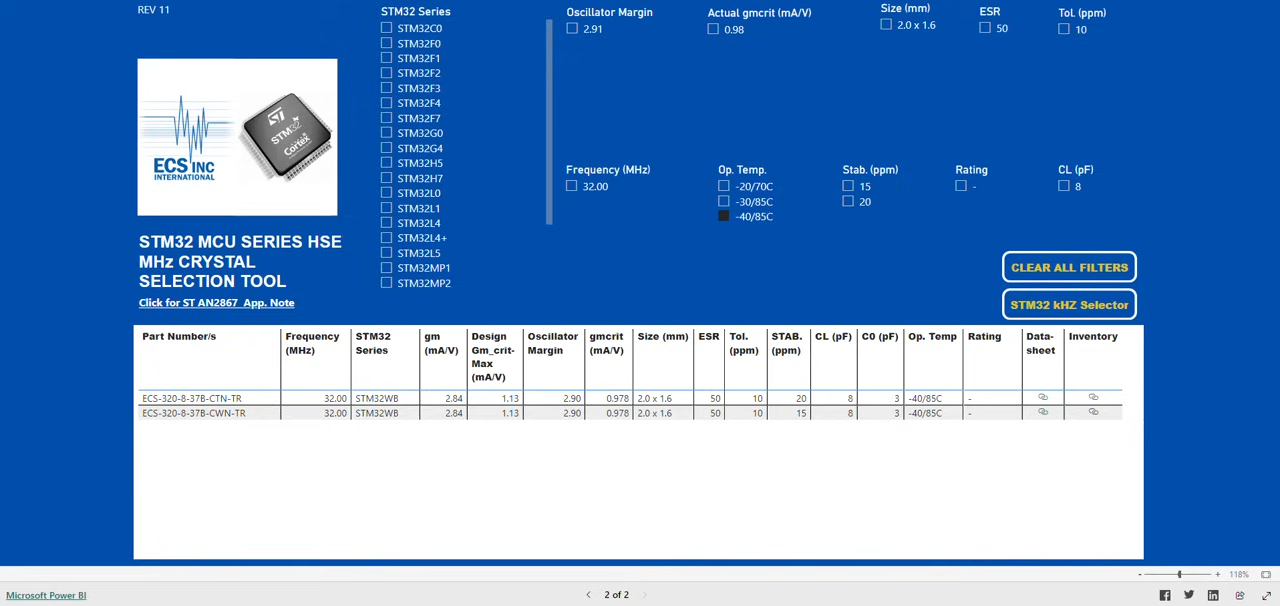 REV 11
ECS INC
INTERNATIONAL
ST
STM32
Cortex
STM32 MCU SERIES HSE
MHz CRYSTAL
SELECTION TOOL
Click for ST AN2867 App. Note
STM32 Series
STM32C0
STM32F0
STM32F1
STM32F2
STM32F3
STM32F4
STM32F7
STM32G0
STM32G4
STM32H5
STM32H7
STM32L0
STM32L1
STM32L4
STM32L4+
STM32L5
STM32MP1
STM32MP2
Oscillator Margin
2.91
Actual gmcrit (mA/V)
0.98
Size (mm)
2.0 x 1.6
ESR
50
Tol. (ppm)
10
Frequency (MHz)
32.00
Op. Temp.
-20/70C
-30/85C
-40/85C
Stab. (ppm)
15
20
Rating
-
CL (pF)
8
CLEAR ALL FILTERS
STM32 kHZ Selector
Part Number/s Frequency (MHz) STM32 Series gm (mA/V) Design Gm_crit-Max (mA/V) Oscillator Margin gmcrit (mA/V) Size (mm) ESR Tol. (ppm) STAB. (ppm) CL (pF) C0 (pF) Op. Temp Rating Data-sheet Inventory
ECS-320-8-37B-CTN-TR 32.00 STM32WB 2.84 1.13 2.90 0.978 2.0 x 1.6 50 10 20 8 3 -40/85C -
ECS-320-8-37B-CWN-TR 32.00 STM32WB 2.84 1.13 2.90 0.978 2.0 x 1.6 50 10 15 8 3 -40/85C -
- + 118%
Microsoft Power BI
< 2 of 2 >